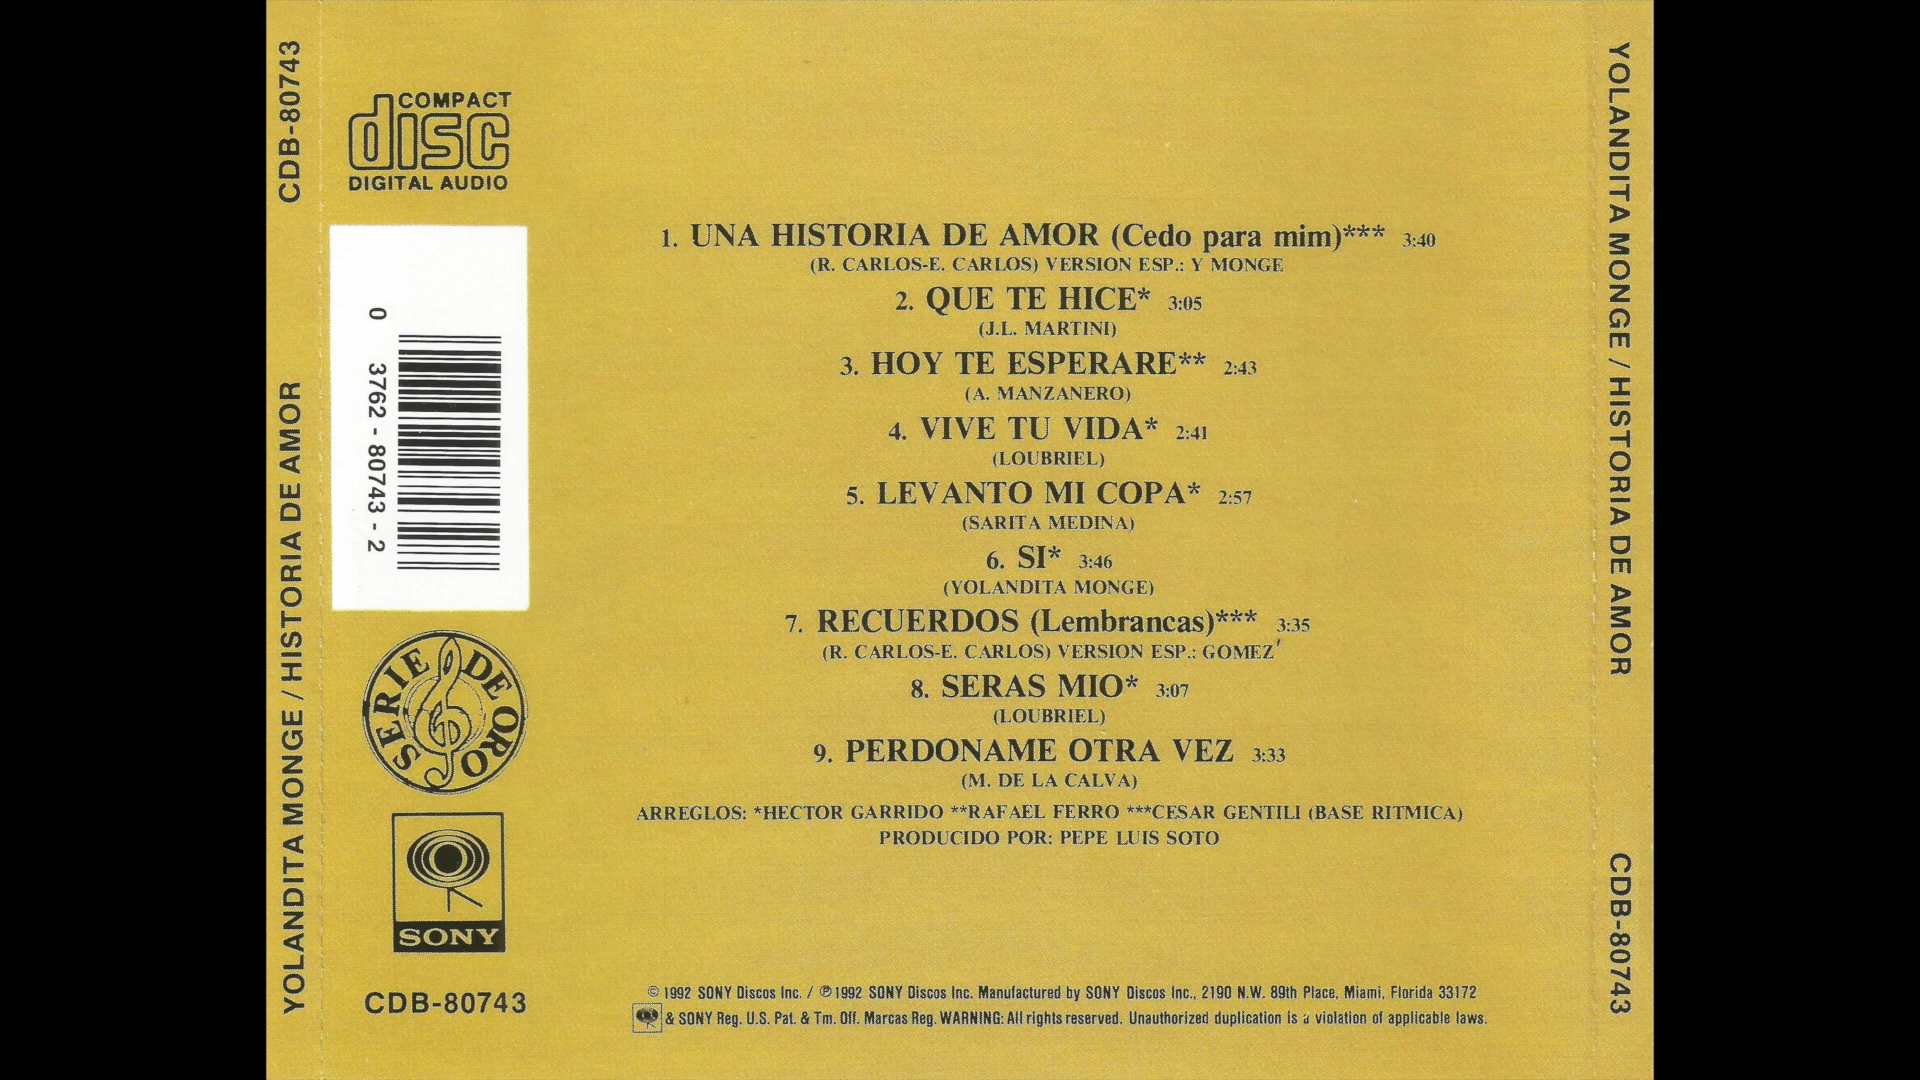 CDB-80743
YOLANDITA MONGE / HISTORIA DE AMOR
COMPACT
disc
DIGITAL AUDIO
0 3762 - 80743 - 2
SERIE DE ORO
SONY
CDB-80743
1. UNA HISTORIA DE AMOR (Cedo para mim)*** 3:40
(R. CARLOS-E. CARLOS) VERSION ESP.: Y MONGE
2. QUE TE HICE* 3:05
(J.L. MARTINI)
3. HOY TE ESPERARE** 2:43
(A. MANZANERO)
4. VIVE TU VIDA* 2:41
(LOUBRIEL)
5. LEVANTO MI COPA* 2:57
(SARITA MEDINA)
6. SI* 3:46
(YOLANDITA MONGE)
7. RECUERDOS (Lembrancas)*** 3:35
(R. CARLOS-E. CARLOS) VERSION ESP.: GOMEZ'
8. SERAS MIO* 3:07
(LOUBRIEL)
9. PERDONAME OTRA VEZ 3:33
(M. DE LA CALVA)
ARREGLOS: *HECTOR GARRIDO **RAFAEL FERRO ***CESAR GENTILI (BASE RITMICA)
PRODUCIDO POR: PEPE LUIS SOTO
© 1992 SONY Discos Inc. / ℗ 1992 SONY Discos Inc. Manufactured by SONY Discos Inc., 2190 N.W. 89th Place, Miami, Florida 33172
& SONY Reg. U.S. Pat. & Tm. Off. Marcas Reg. WARNING: All rights reserved. Unauthorized duplication is a violation of applicable laws.
YOLANDITA MONGE / HISTORIA DE AMOR
CDB-80743